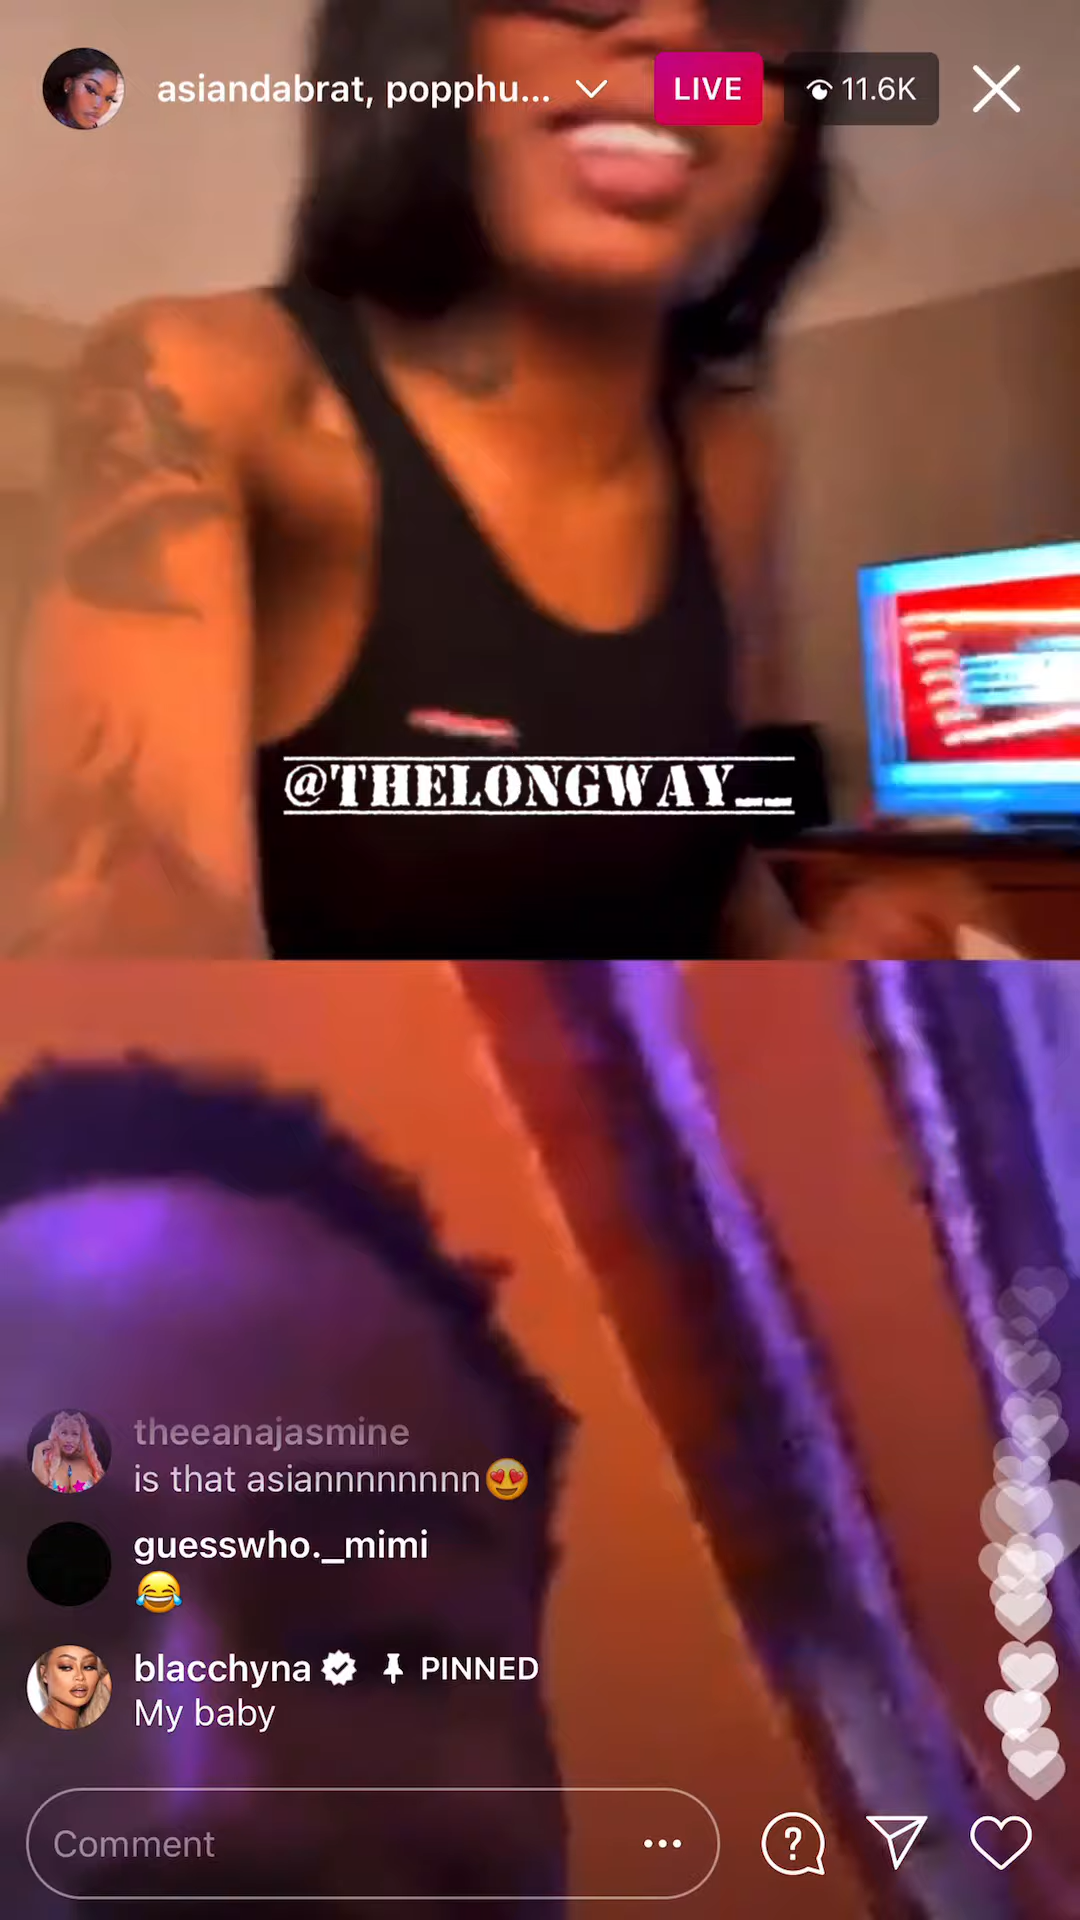 asiandabrat, popphu...
LIVE
11.6K
@THELONGWAY__
theeanajasmine
is that asiannnnnnnn😍
guesswho._mimi
😂
blacchyna PINNED
My baby
Comment